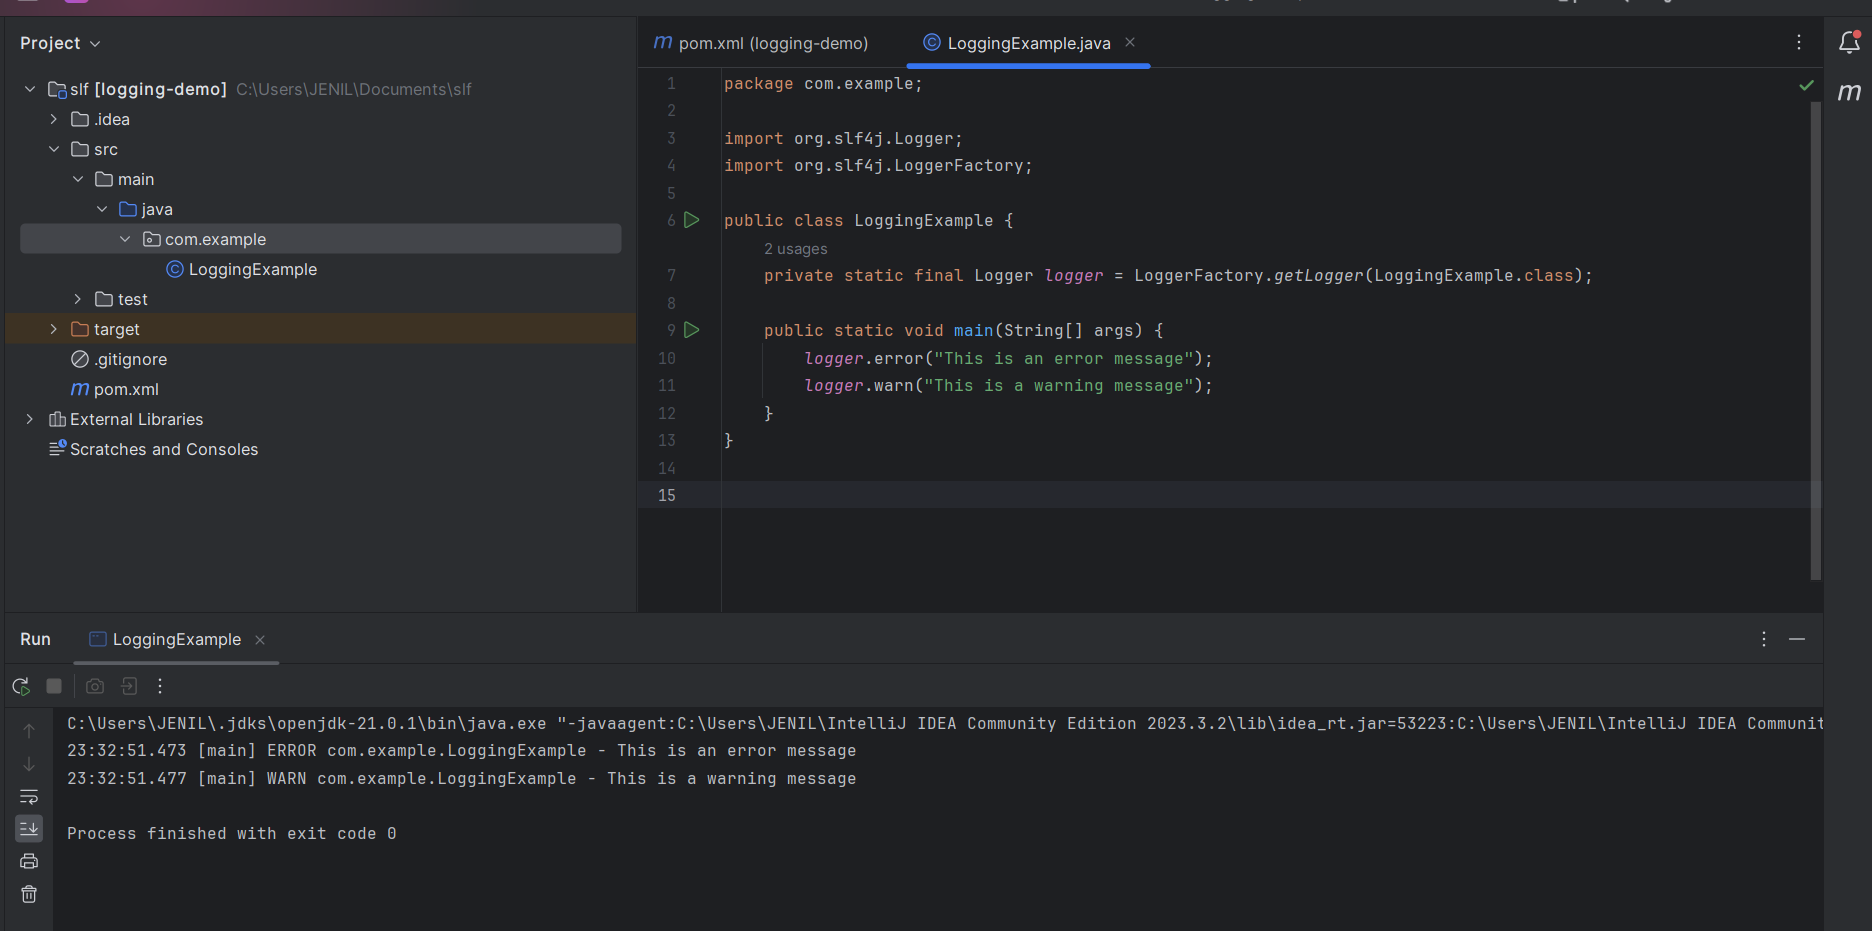 Project
slf [logging-demo] C:\Users\JENIL\Documents\slf
.idea
src
main
java
com.example
LoggingExample
test
target
.gitignore
m pom.xml
External Libraries
Scratches and Consoles
m pom.xml (logging-demo)
C LoggingExample.java
m
1 package com.example;
2
3 import org.slf4j.Logger;
4 import org.slf4j.LoggerFactory;
5
6 public class LoggingExample {
2 usages
7 private static final Logger logger = LoggerFactory.getLogger(LoggingExample.class);
8
9 public static void main(String[] args) {
10 logger.error("This is an error message");
11 logger.warn("This is a warning message");
12 }
13 }
14
15
Run LoggingExample
C:\Users\JENIL\.jdks\openjdk-21.0.1\bin\java.exe "-javaagent:C:\Users\JENIL\IntelliJ IDEA Community Edition 2023.3.2\lib\idea_rt.jar=53223:C:\Users\JENIL\IntelliJ IDEA Communit
23:32:51.473 [main] ERROR com.example.LoggingExample - This is an error message
23:32:51.477 [main] WARN com.example.LoggingExample - This is a warning message
Process finished with exit code 0